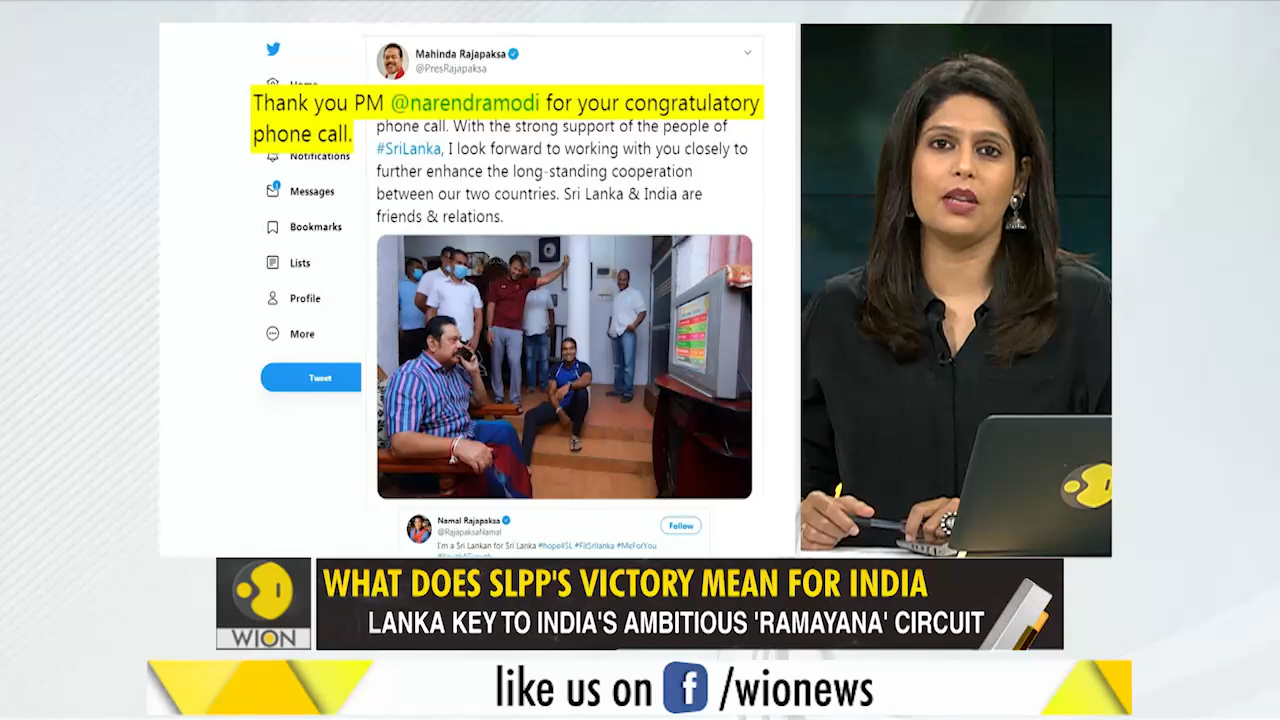 Mahinda Rajapaksa
@PresRajapaksa
Home
Thank you PM @narendramodi for your congratulatory
phone call.
phone call. With the strong support of the people of
#SriLanka, I look forward to working with you closely to
further enhance the long-standing cooperation
between our two countries. Sri Lanka & India are
friends & relations.
Notifications
Messages
Bookmarks
Lists
Profile
More
Tweet
Namal Rajapaksa
@RajapaksaNamal
Follow
I'm a Sri Lankan for Sri Lanka #hope4SL #FitSrilanka #MeForYou
WION
WHAT DOES SLPP'S VICTORY MEAN FOR INDIA
LANKA KEY TO INDIA'S AMBITIOUS 'RAMAYANA' CIRCUIT
like us on f /wionews